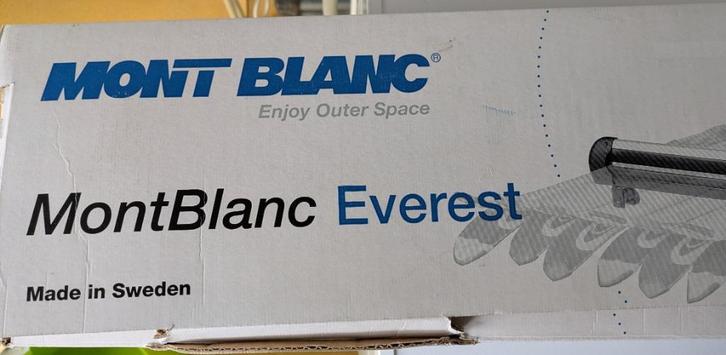 MONT BLANC®
Enjoy Outer Space
MontBlanc Everest
Made in Sweden